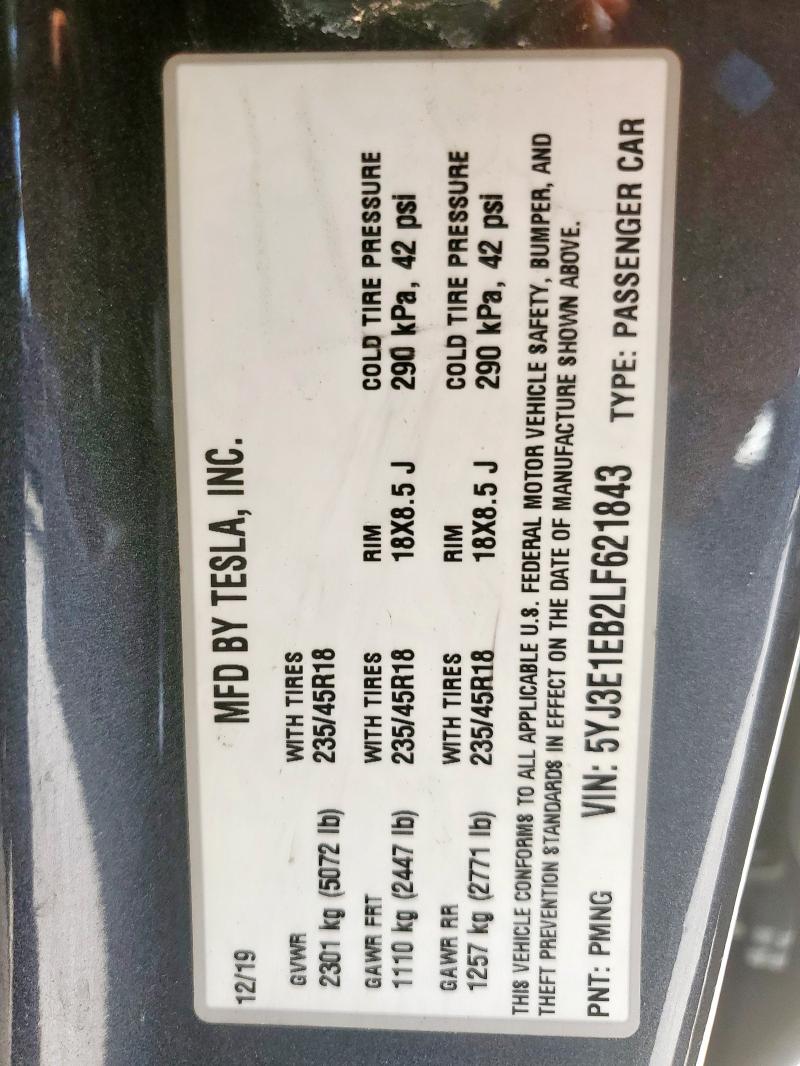 MFD BY TESLA, INC.
12/19
GVWR WITH TIRES
2301 kg (5072 lb) 235/45R18
GAWR FRT WITH TIRES RIM COLD TIRE PRESSURE
1110 kg (2447 lb) 235/45R18 18X8.5 J 290 kPa, 42 psi
GAWR RR WITH TIRES RIM COLD TIRE PRESSURE
1257 kg (2771 lb) 235/45R18 18X8.5 J 290 kPa, 42 psi
THIS VEHICLE CONFORMS TO ALL APPLICABLE U.S. FEDERAL MOTOR VEHICLE SAFETY, BUMPER, AND
THEFT PREVENTION STANDARDS IN EFFECT ON THE DATE OF MANUFACTURE SHOWN ABOVE.
PNT: PMNG VIN: 5YJ3E1EB2LF621843 TYPE: PASSENGER CAR